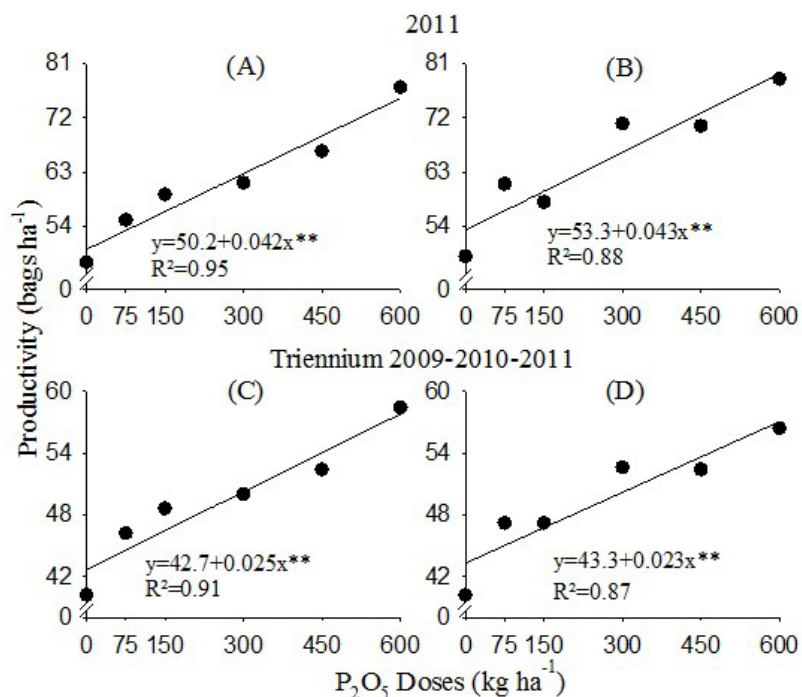 2011
(A)
(B)
81
72
63
54
0
y=50.2+0.042x**
R²=0.95
0 75 150 300 450 600
81
72
63
54
0
y=53.3+0.043x**
R²=0.88
0 75 150 300 450 600
Productivity (bags ha⁻¹)
Triennium 2009-2010-2011
(C)
(D)
60
54
48
42
0
y=42.7+0.025x**
R²=0.91
0 75 150 300 450 600
60
54
48
42
0
y=43.3+0.023x**
R²=0.87
0 75 150 300 450 600
P₂O₅ Doses (kg ha⁻¹)